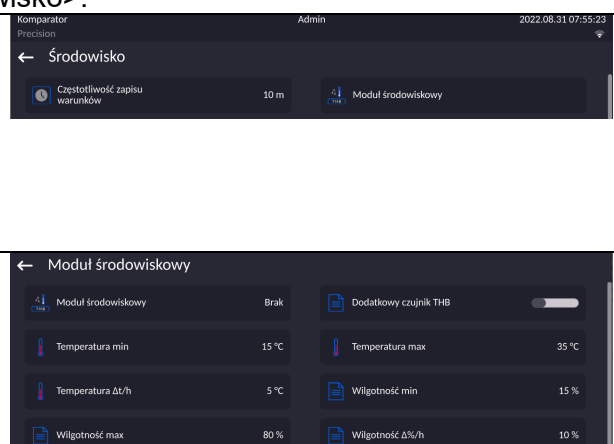 Komparator Admin 2022.08.31 07:55:23
Precision
← Środowisko
Częstotliwość zapisu
warunków 10 m
THB Moduł środowiskowy
← Moduł środowiskowy
THB Moduł środowiskowy Brak Dodatkowy czujnik THB
Temperatura min 15 °C Temperatura max 35 °C
Temperatura Δt/h 5 °C Wilgotność min 15 %
Wilgotność max 80 % Wilgotność Δ%/h 10 %